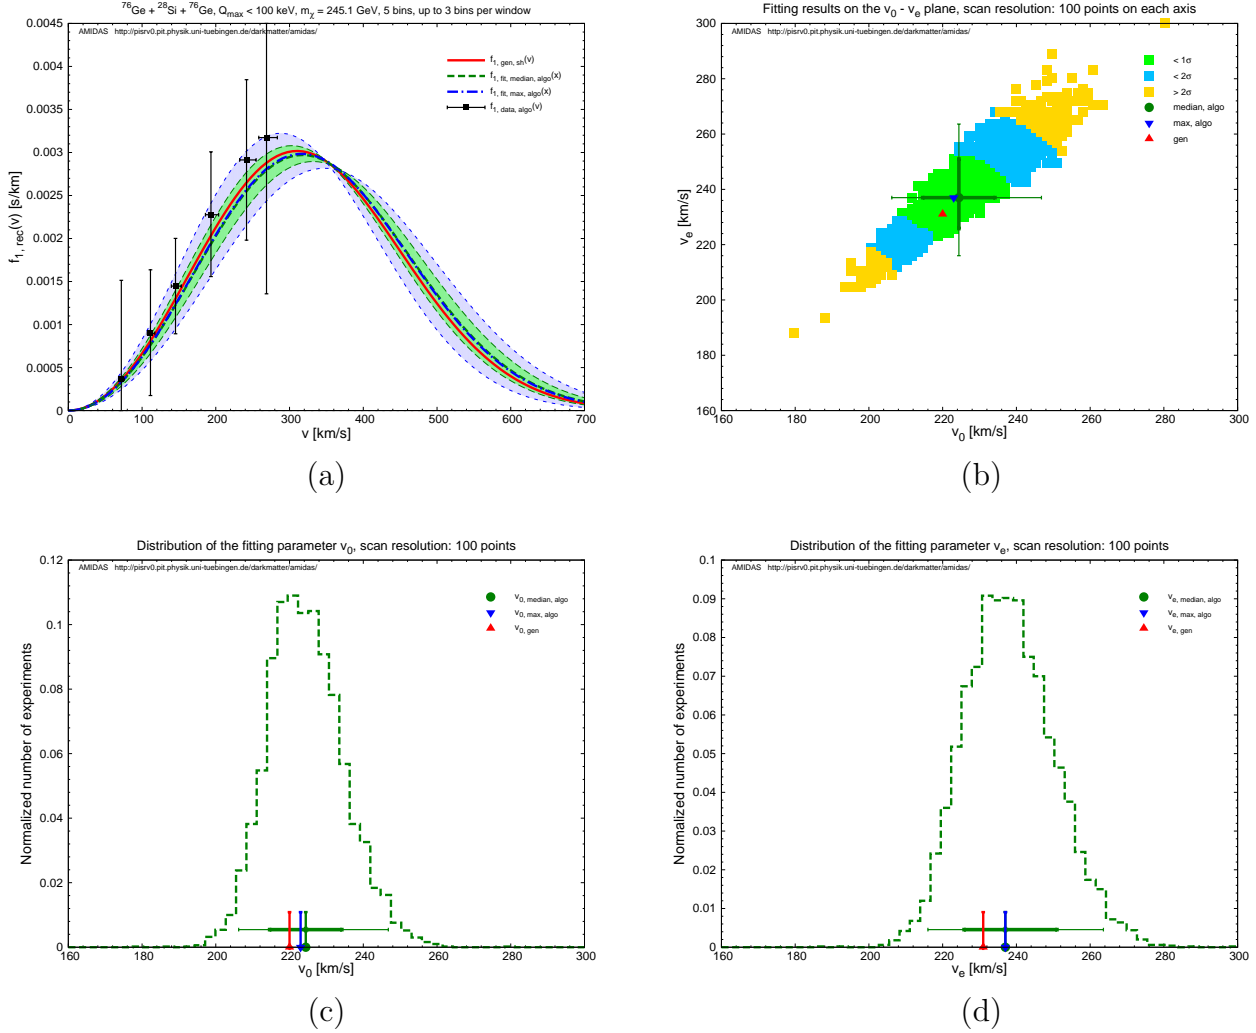 ⁷⁶Ge + ²⁸Si + ⁷⁶Ge, Q_max < 100 keV, m_χ = 245.1 GeV, 5 bins, up to 3 bins per window
AMIDAS http://pisrv0.pit.physik.uni-tuebingen.de/darkmatter/amidas/
f_1, gen, sh(v)
f_1, fit, median, algo(x)
f_1, fit, max, algo(x)
f_1, data, algo(v)
f_1, rec(v) [s/km]
0.0045
0.004
0.0035
0.003
0.0025
0.002
0.0015
0.001
0.0005
0
0 100 200 300 400 500 600 700
v [km/s]
(a)
Fitting results on the v_0 - v_e plane, scan resolution: 100 points on each axis
AMIDAS http://pisrv0.pit.physik.uni-tuebingen.de/darkmatter/amidas/
< 1σ
< 2σ
> 2σ
median, algo
max, algo
gen
v_e [km/s]
300
280
260
240
220
200
180
160
160 180 200 220 240 260 280 300
v_0 [km/s]
(b)
Distribution of the fitting parameter v_0, scan resolution: 100 points
AMIDAS http://pisrv0.pit.physik.uni-tuebingen.de/darkmatter/amidas/
v_0, median, algo
v_0, max, algo
v_0, gen
Normalized number of experiments
0.12
0.1
0.08
0.06
0.04
0.02
0
160 180 200 220 240 260 280 300
v_0 [km/s]
(c)
Distribution of the fitting parameter v_e, scan resolution: 100 points
AMIDAS http://pisrv0.pit.physik.uni-tuebingen.de/darkmatter/amidas/
v_e, median, algo
v_e, max, algo
v_e, gen
Normalized number of experiments
0.1
0.09
0.08
0.07
0.06
0.05
0.04
0.03
0.02
0.01
0
160 180 200 220 240 260 280 300
v_e [km/s]
(d)